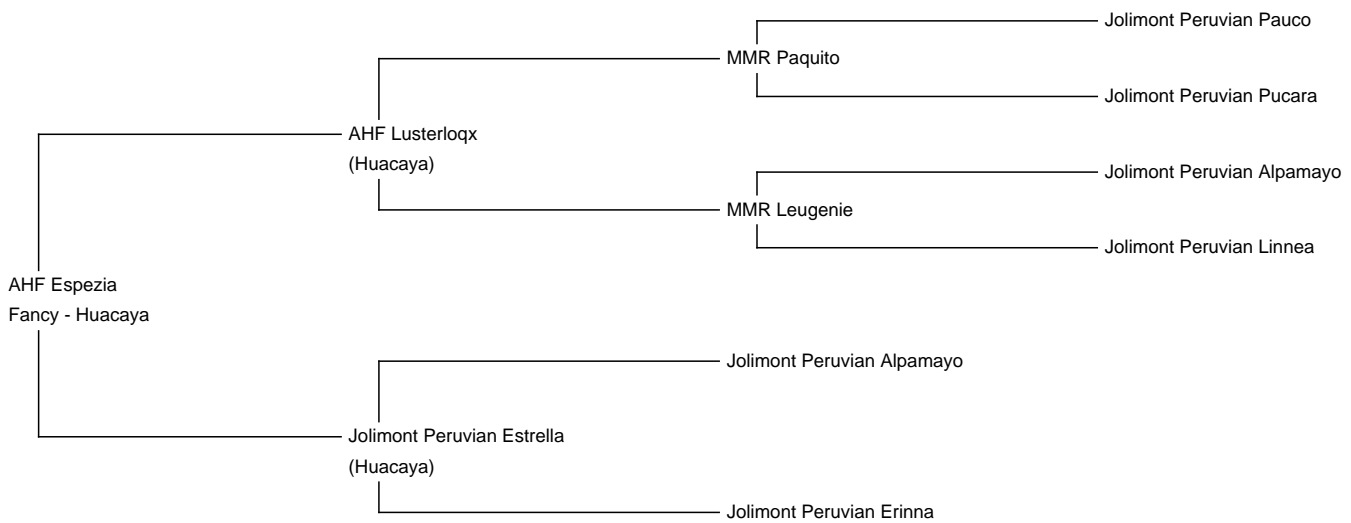 Jolimont Peruvian Pauco
MMR Paquito
Jolimont Peruvian Pucara
AHF Lusterloqx
(Huacaya)
Jolimont Peruvian Alpamayo
MMR Leugenie
Jolimont Peruvian Linnea
AHF Espezia
Fancy - Huacaya
Jolimont Peruvian Alpamayo
Jolimont Peruvian Estrella
(Huacaya)
Jolimont Peruvian Erinna